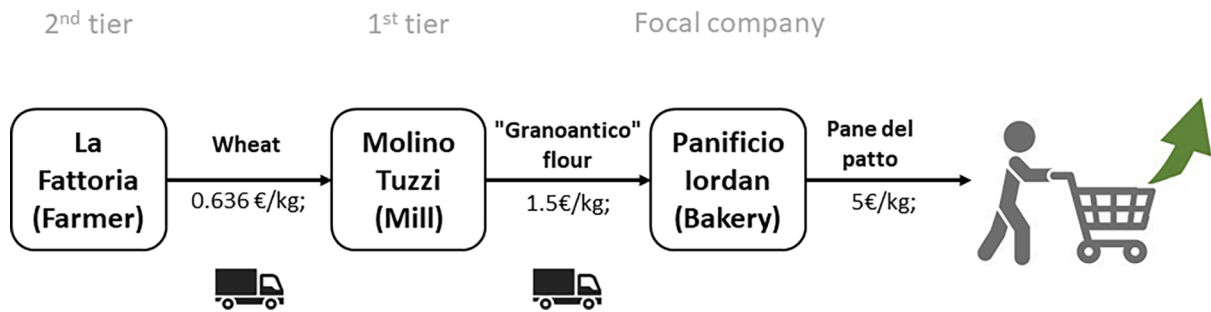 2nd tier
1st tier
Focal company
La
Fattoria
(Farmer)
Wheat
0.636 €/kg;
Molino
Tuzzi
(Mill)
"Granoantico"
flour
1.5€/kg;
Panificio
Iordan
(Bakery)
Pane del
patto
5€/kg;